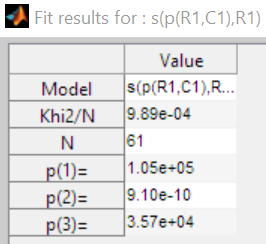 Fit results for : s(p(R1,C1),R1)
Value
Model s(p(R1,C1),R...
Khi2/N 9.89e-04
N 61
p(1)= 1.05e+05
p(2)= 9.10e-10
p(3)= 3.57e+04